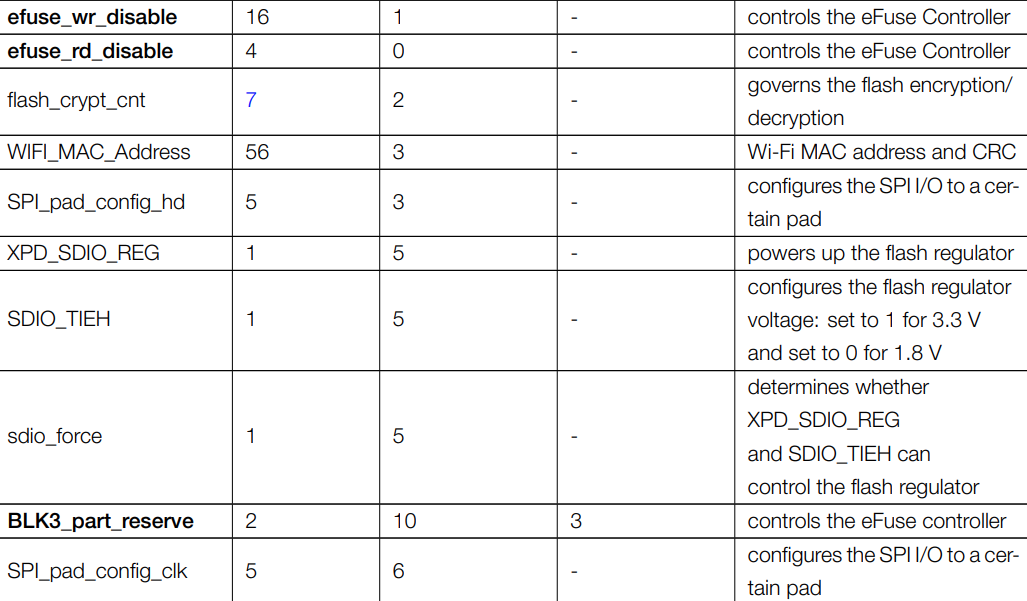 efuse_wr_disable 16 1 - controls the eFuse Controller
efuse_rd_disable 4 0 - controls the eFuse Controller
flash_crypt_cnt 7 2 - governs the flash encryption/
decryption
WIFI_MAC_Address 56 3 - Wi-Fi MAC address and CRC
SPI_pad_config_hd 5 3 - configures the SPI I/O to a cer-
tain pad
XPD_SDIO_REG 1 5 - powers up the flash regulator
SDIO_TIEH 1 5 - configures the flash regulator
voltage: set to 1 for 3.3 V
and set to 0 for 1.8 V
sdio_force 1 5 - determines whether
XPD_SDIO_REG
and SDIO_TIEH can
control the flash regulator
BLK3_part_reserve 2 10 3 controls the eFuse controller
SPI_pad_config_clk 5 6 - configures the SPI I/O to a cer-
tain pad